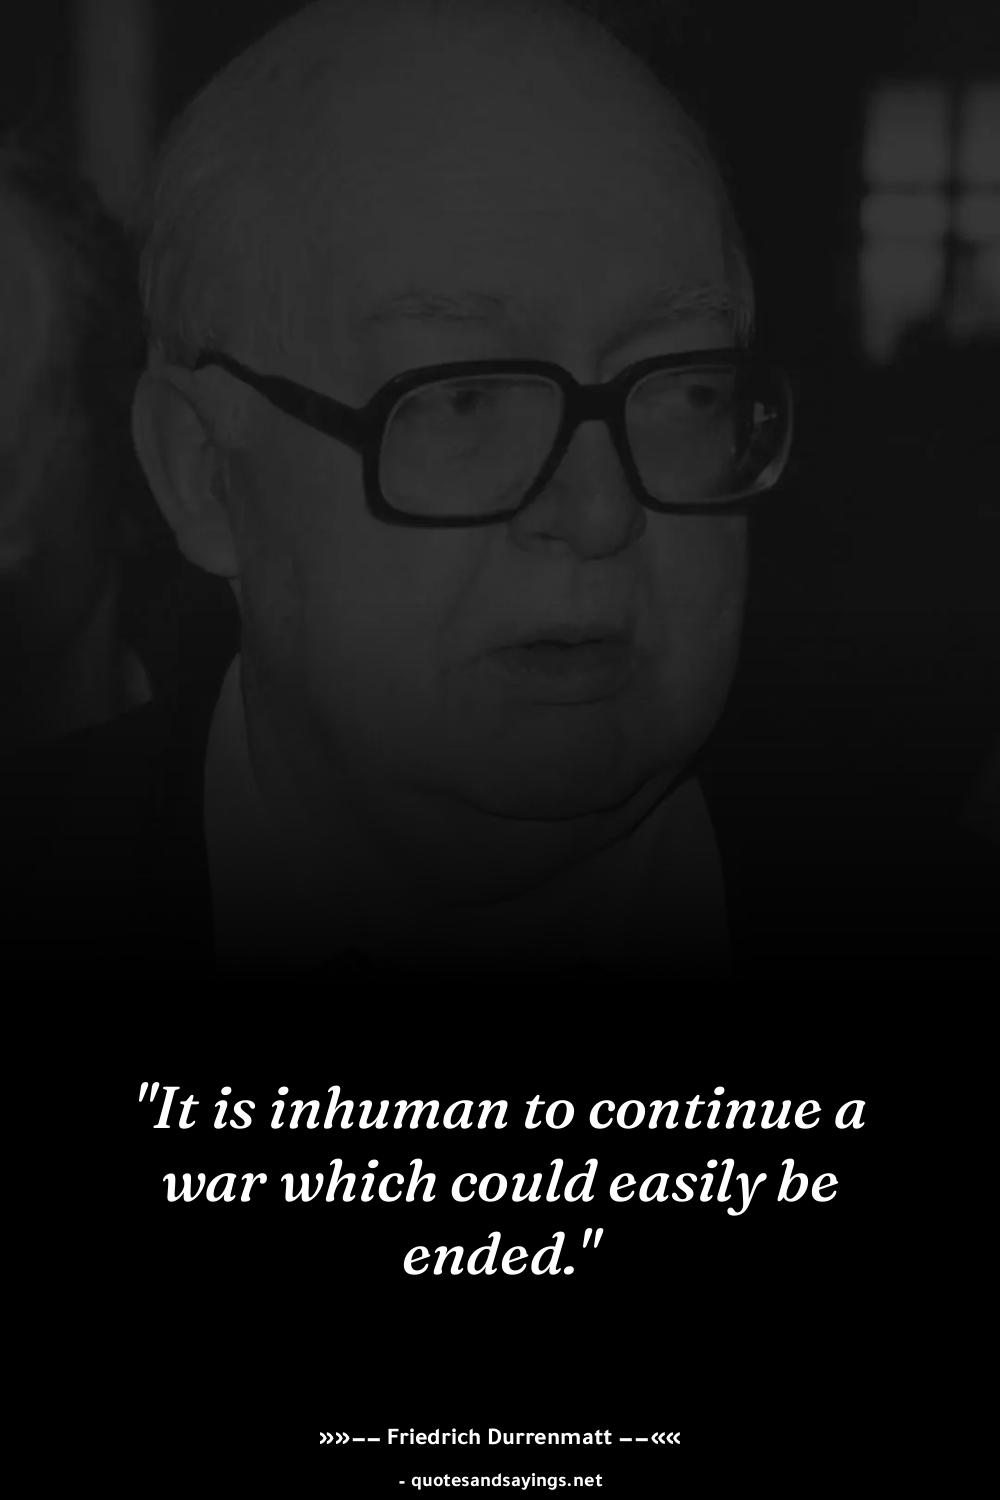 "It is inhuman to continue a
war which could easily be
ended."
»»−− Friedrich Durrenmatt −−««
- quotesandsayings.net